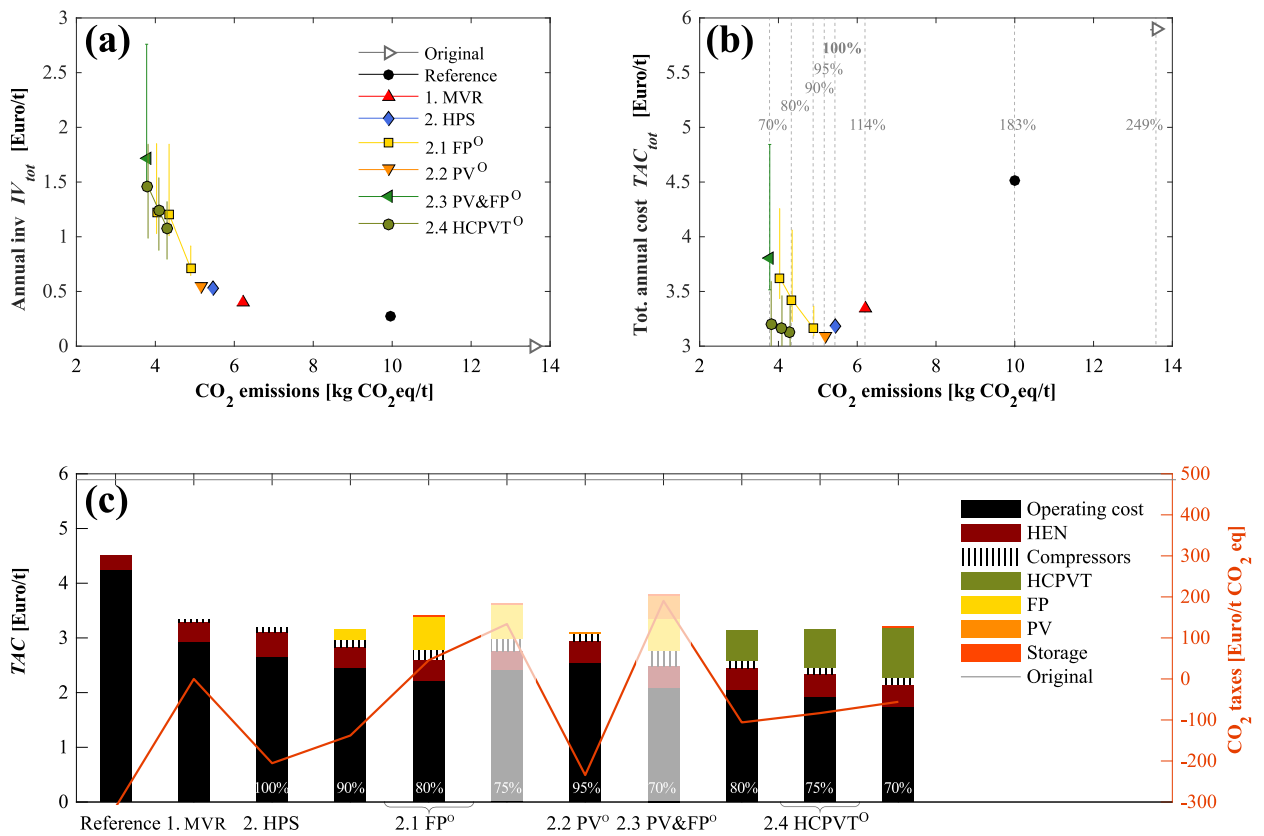 (a)
3
2.5
2
1.5
1
0.5
0
2 4 6 8 10 12 14
Annual inv IV_tot [Euro/t]
CO2 emissions [kg CO2eq/t]
Original
Reference
1. MVR
2. HPS
2.1 FP^O
2.2 PV^O
2.3 PV&FP^O
2.4 HCPVT^O
(b)
6
5.5
5
4.5
4
3.5
3
2 4 6 8 10 12 14
Tot. annual cost TAC_tot [Euro/t]
CO2 emissions [kg CO2eq/t]
100%
95%
90%
80%
70% 114% 183% 249%
(c)
6
5
4
3
2
1
0
TAC [Euro/t]
500
400
300
200
100
0
-100
-200
-300
CO2 taxes [Euro/t CO2 eq]
Operating cost
HEN
Compressors
HCPVT
FP
PV
Storage
Original
100% 90% 80% 75% 95% 70% 80% 75% 70%
Reference 1. MVR 2. HPS 2.1 FP^O 2.2 PV^O 2.3 PV&FP^O 2.4 HCPVT^O